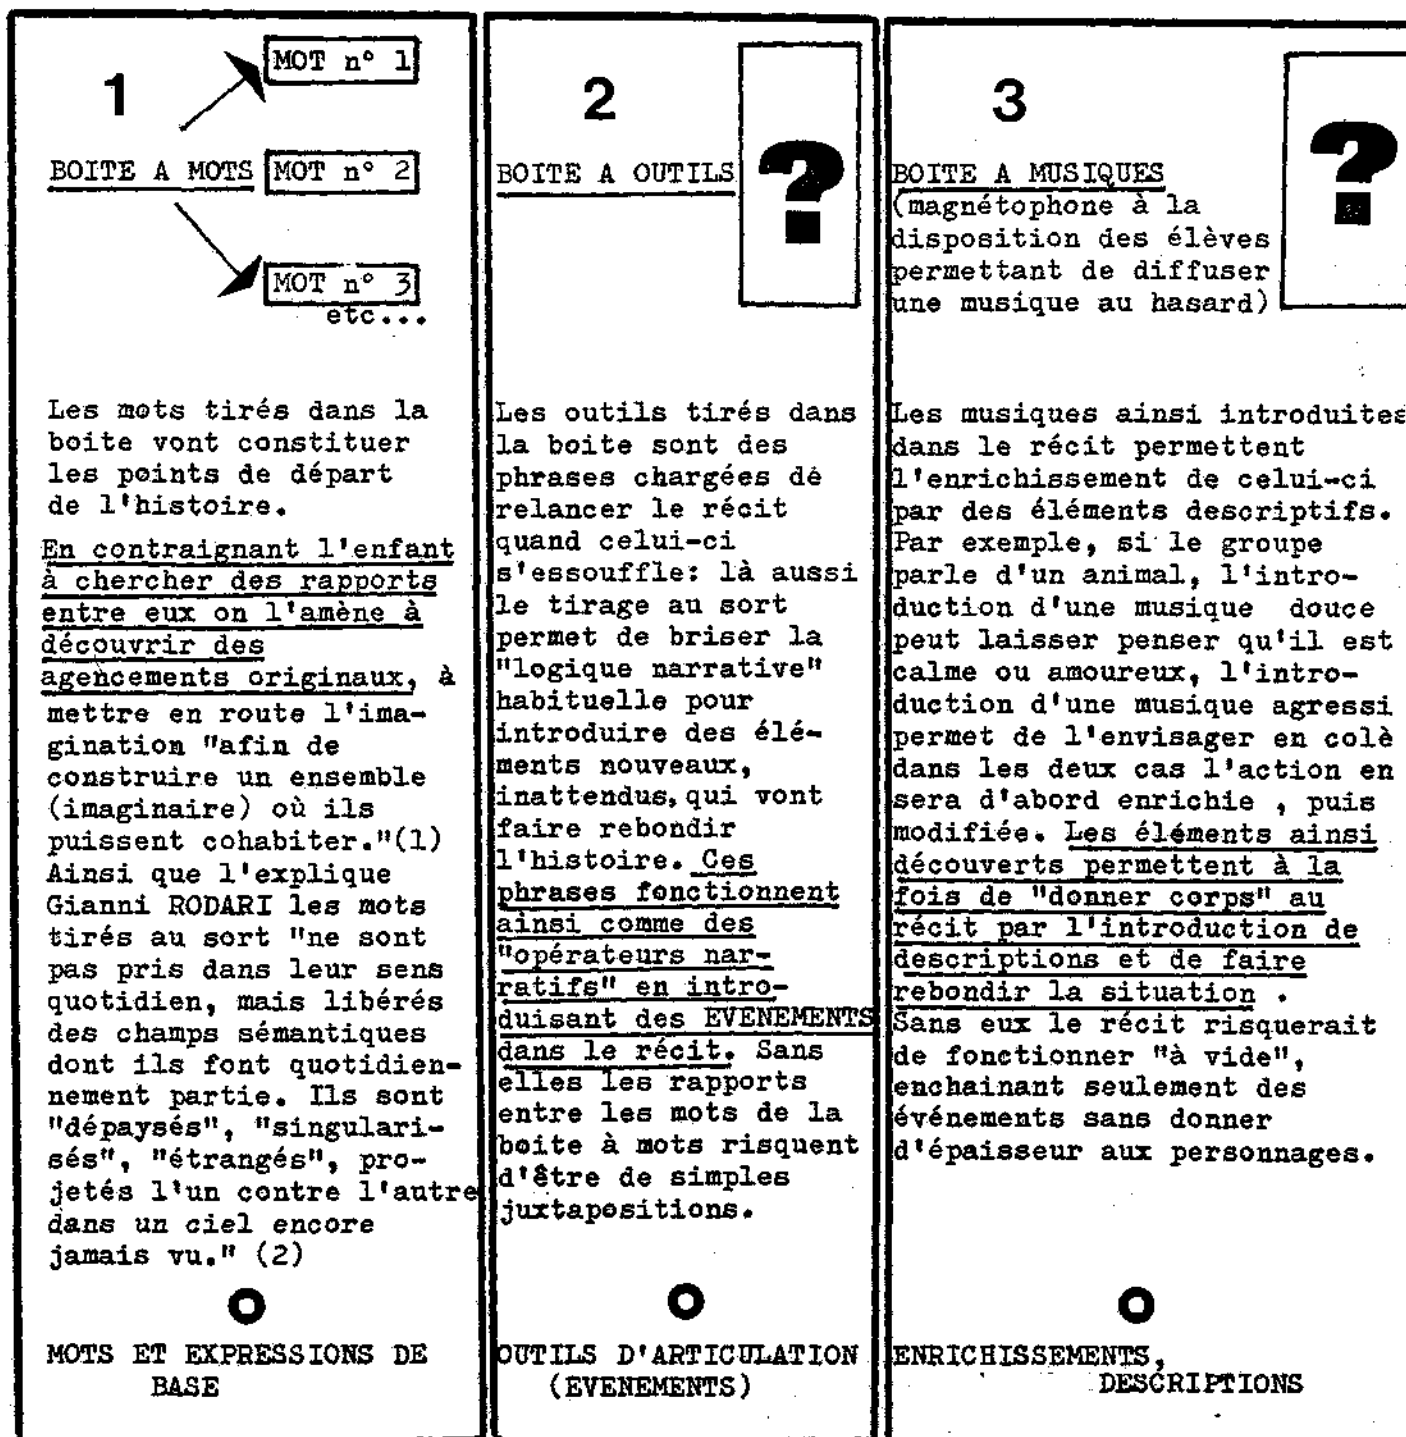 1
MOT n° 1
BOITE A MOTS
MOT n° 2
MOT n° 3
etc...
Les mots tirés dans la
boite vont constituer
les points de départ
de l'histoire.
En contraignant l'enfant
à chercher des rapports
entre eux on l'amène à
découvrir des
agencements originaux, à
mettre en route l'ima-
gination "afin de
construire un ensemble
(imaginaire) où ils
puissent cohabiter."(1)
Ainsi que l'explique
Gianni RODARI les mots
tirés au sort "ne sont
pas pris dans leur sens
quotidien, mais libérés
des champs sémantiques
dont ils font quotidien-
nement partie. Ils sont
"dépaysés", "singulari-
sés", "étrangés", pro-
jetés l'un contre l'autre
dans un ciel encore
jamais vu." (2)
MOTS ET EXPRESSIONS DE
BASE
2
BOITE A OUTILS
?
Les outils tirés dans
la boite sont des
phrases chargées dé
relancer le récit
quand celui-ci
s'essouffle: là aussi
le tirage au sort
permet de briser la
"logique narrative"
habituelle pour
introduire des élé-
ments nouveaux,
inattendus, qui vont
faire rebondir
l'histoire. Ces
phrases fonctionnent
ainsi comme des
"opérateurs nar-
ratifs" en intro-
duisant des EVENEMENTS
dans le récit. Sans
elles les rapports
entre les mots de la
boite à mots risquent
d'être de simples
juxtapositions.
OUTILS D'ARTICULATION
(EVENEMENTS)
3
BOITE A MUSIQUES
?
(magnétophone à la
disposition des élèves
permettant de diffuser
une musique au hasard)
Les musiques ainsi introduites
dans le récit permettent
l'enrichissement de celui-ci
par des éléments descriptifs.
Par exemple, si le groupe
parle d'un animal, l'intro-
duction d'une musique douce
peut laisser penser qu'il est
calme ou amoureux, l'intro-
duction d'une musique agressi
permet de l'envisager en colè
dans les deux cas l'action en
sera d'abord enrichie , puis
modifiée. Les éléments ainsi
découverts permettent à la
fois de "donner corps" au
récit par l'introduction de
descriptions et de faire
rebondir la situation .
Sans eux le récit risquerait
de fonctionner "à vide",
enchainant seulement des
événements sans donner
d'épaisseur aux personnages.
ENRICHISSEMENTS,
DESCRIPTIONS